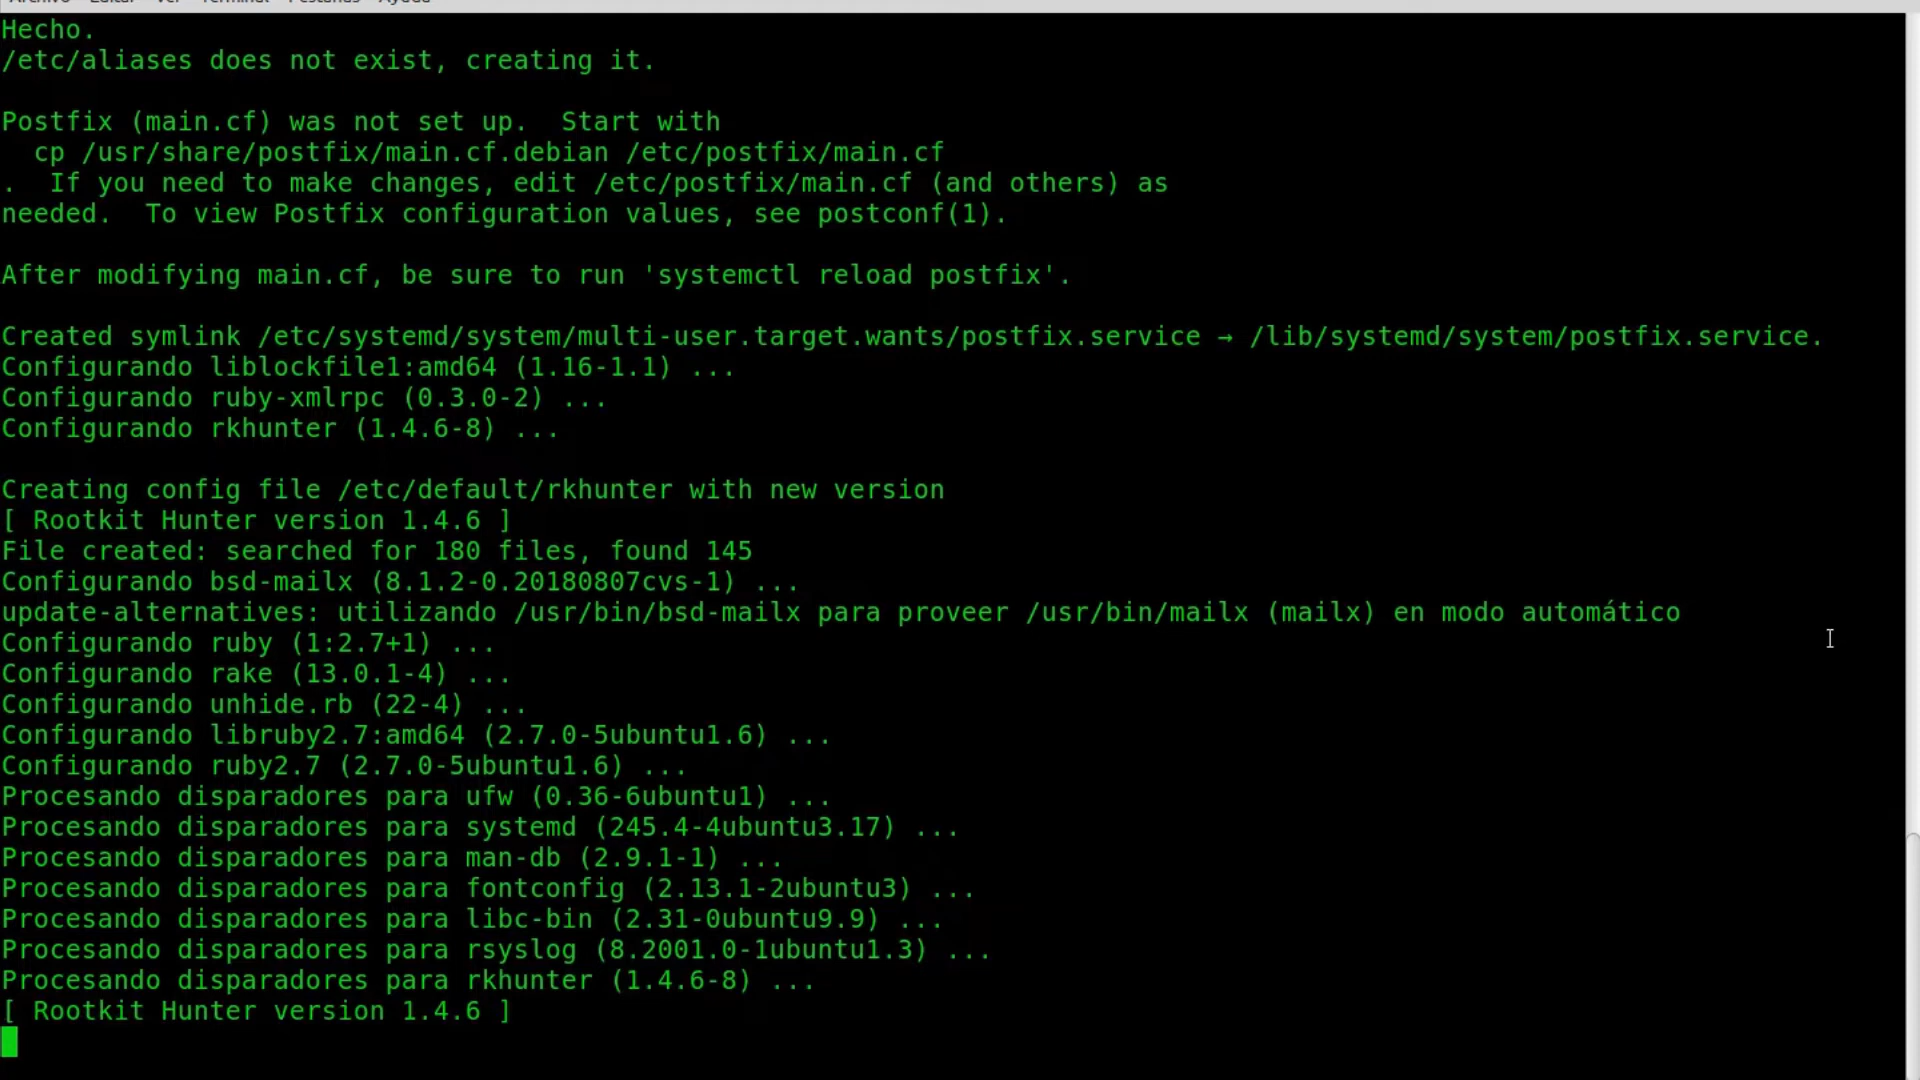 Archivo Editar Ver Terminal Pestañas Ayuda
Hecho.
/etc/aliases does not exist, creating it.
Postfix (main.cf) was not set up.  Start with
  cp /usr/share/postfix/main.cf.debian /etc/postfix/main.cf
.  If you need to make changes, edit /etc/postfix/main.cf (and others) as
needed.  To view Postfix configuration values, see postconf(1).
After modifying main.cf, be sure to run 'systemctl reload postfix'.
Created symlink /etc/systemd/system/multi-user.target.wants/postfix.service → /lib/systemd/system/postfix.service.
Configurando liblockfile1:amd64 (1.16-1.1) ...
Configurando ruby-xmlrpc (0.3.0-2) ...
Configurando rkhunter (1.4.6-8) ...
Creating config file /etc/default/rkhunter with new version
[ Rootkit Hunter version 1.4.6 ]
File created: searched for 180 files, found 145
Configurando bsd-mailx (8.1.2-0.20180807cvs-1) ...
update-alternatives: utilizando /usr/bin/bsd-mailx para proveer /usr/bin/mailx (mailx) en modo automático
Configurando ruby (1:2.7+1) ...
Configurando rake (13.0.1-4) ...
Configurando unhide.rb (22-4) ...
Configurando libruby2.7:amd64 (2.7.0-5ubuntu1.6) ...
Configurando ruby2.7 (2.7.0-5ubuntu1.6) ...
Procesando disparadores para ufw (0.36-6ubuntu1) ...
Procesando disparadores para systemd (245.4-4ubuntu3.17) ...
Procesando disparadores para man-db (2.9.1-1) ...
Procesando disparadores para fontconfig (2.13.1-2ubuntu3) ...
Procesando disparadores para libc-bin (2.31-0ubuntu9.9) ...
Procesando disparadores para rsyslog (8.2001.0-1ubuntu1.3) ...
Procesando disparadores para rkhunter (1.4.6-8) ...
[ Rootkit Hunter version 1.4.6 ]